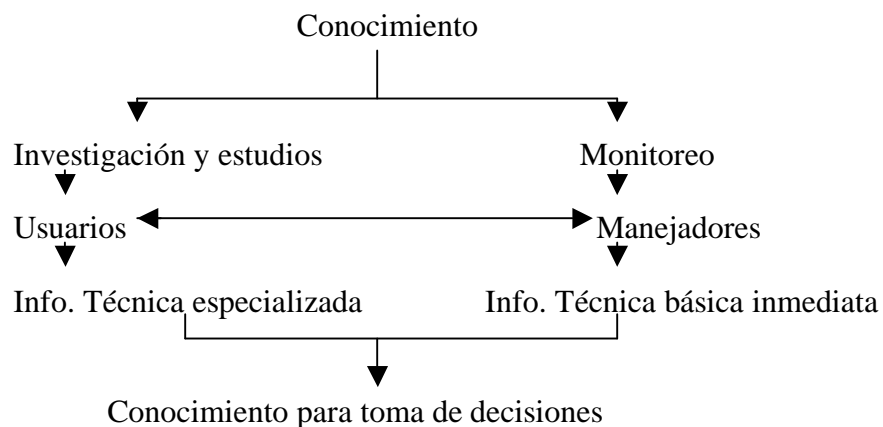 Conocimiento
Investigación y estudios Monitoreo
Usuarios Manejadores
Info. Técnica especializada Info. Técnica básica inmediata
Conocimiento para toma de decisiones